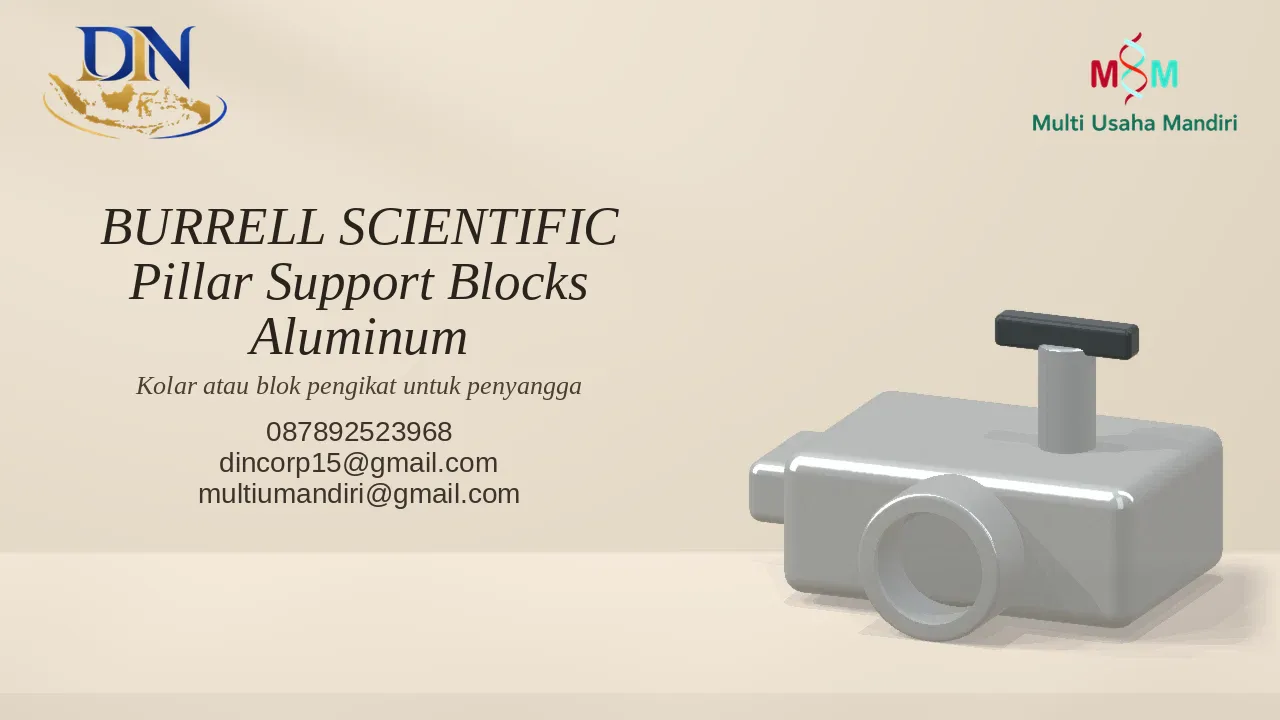 DIN
M M
Multi Usaha Mandiri
BURRELL SCIENTIFIC
Pillar Support Blocks
Aluminum
Kolar atau blok pengikat untuk penyangga
087892523968
dincorp15@gmail.com
multiumandiri@gmail.com